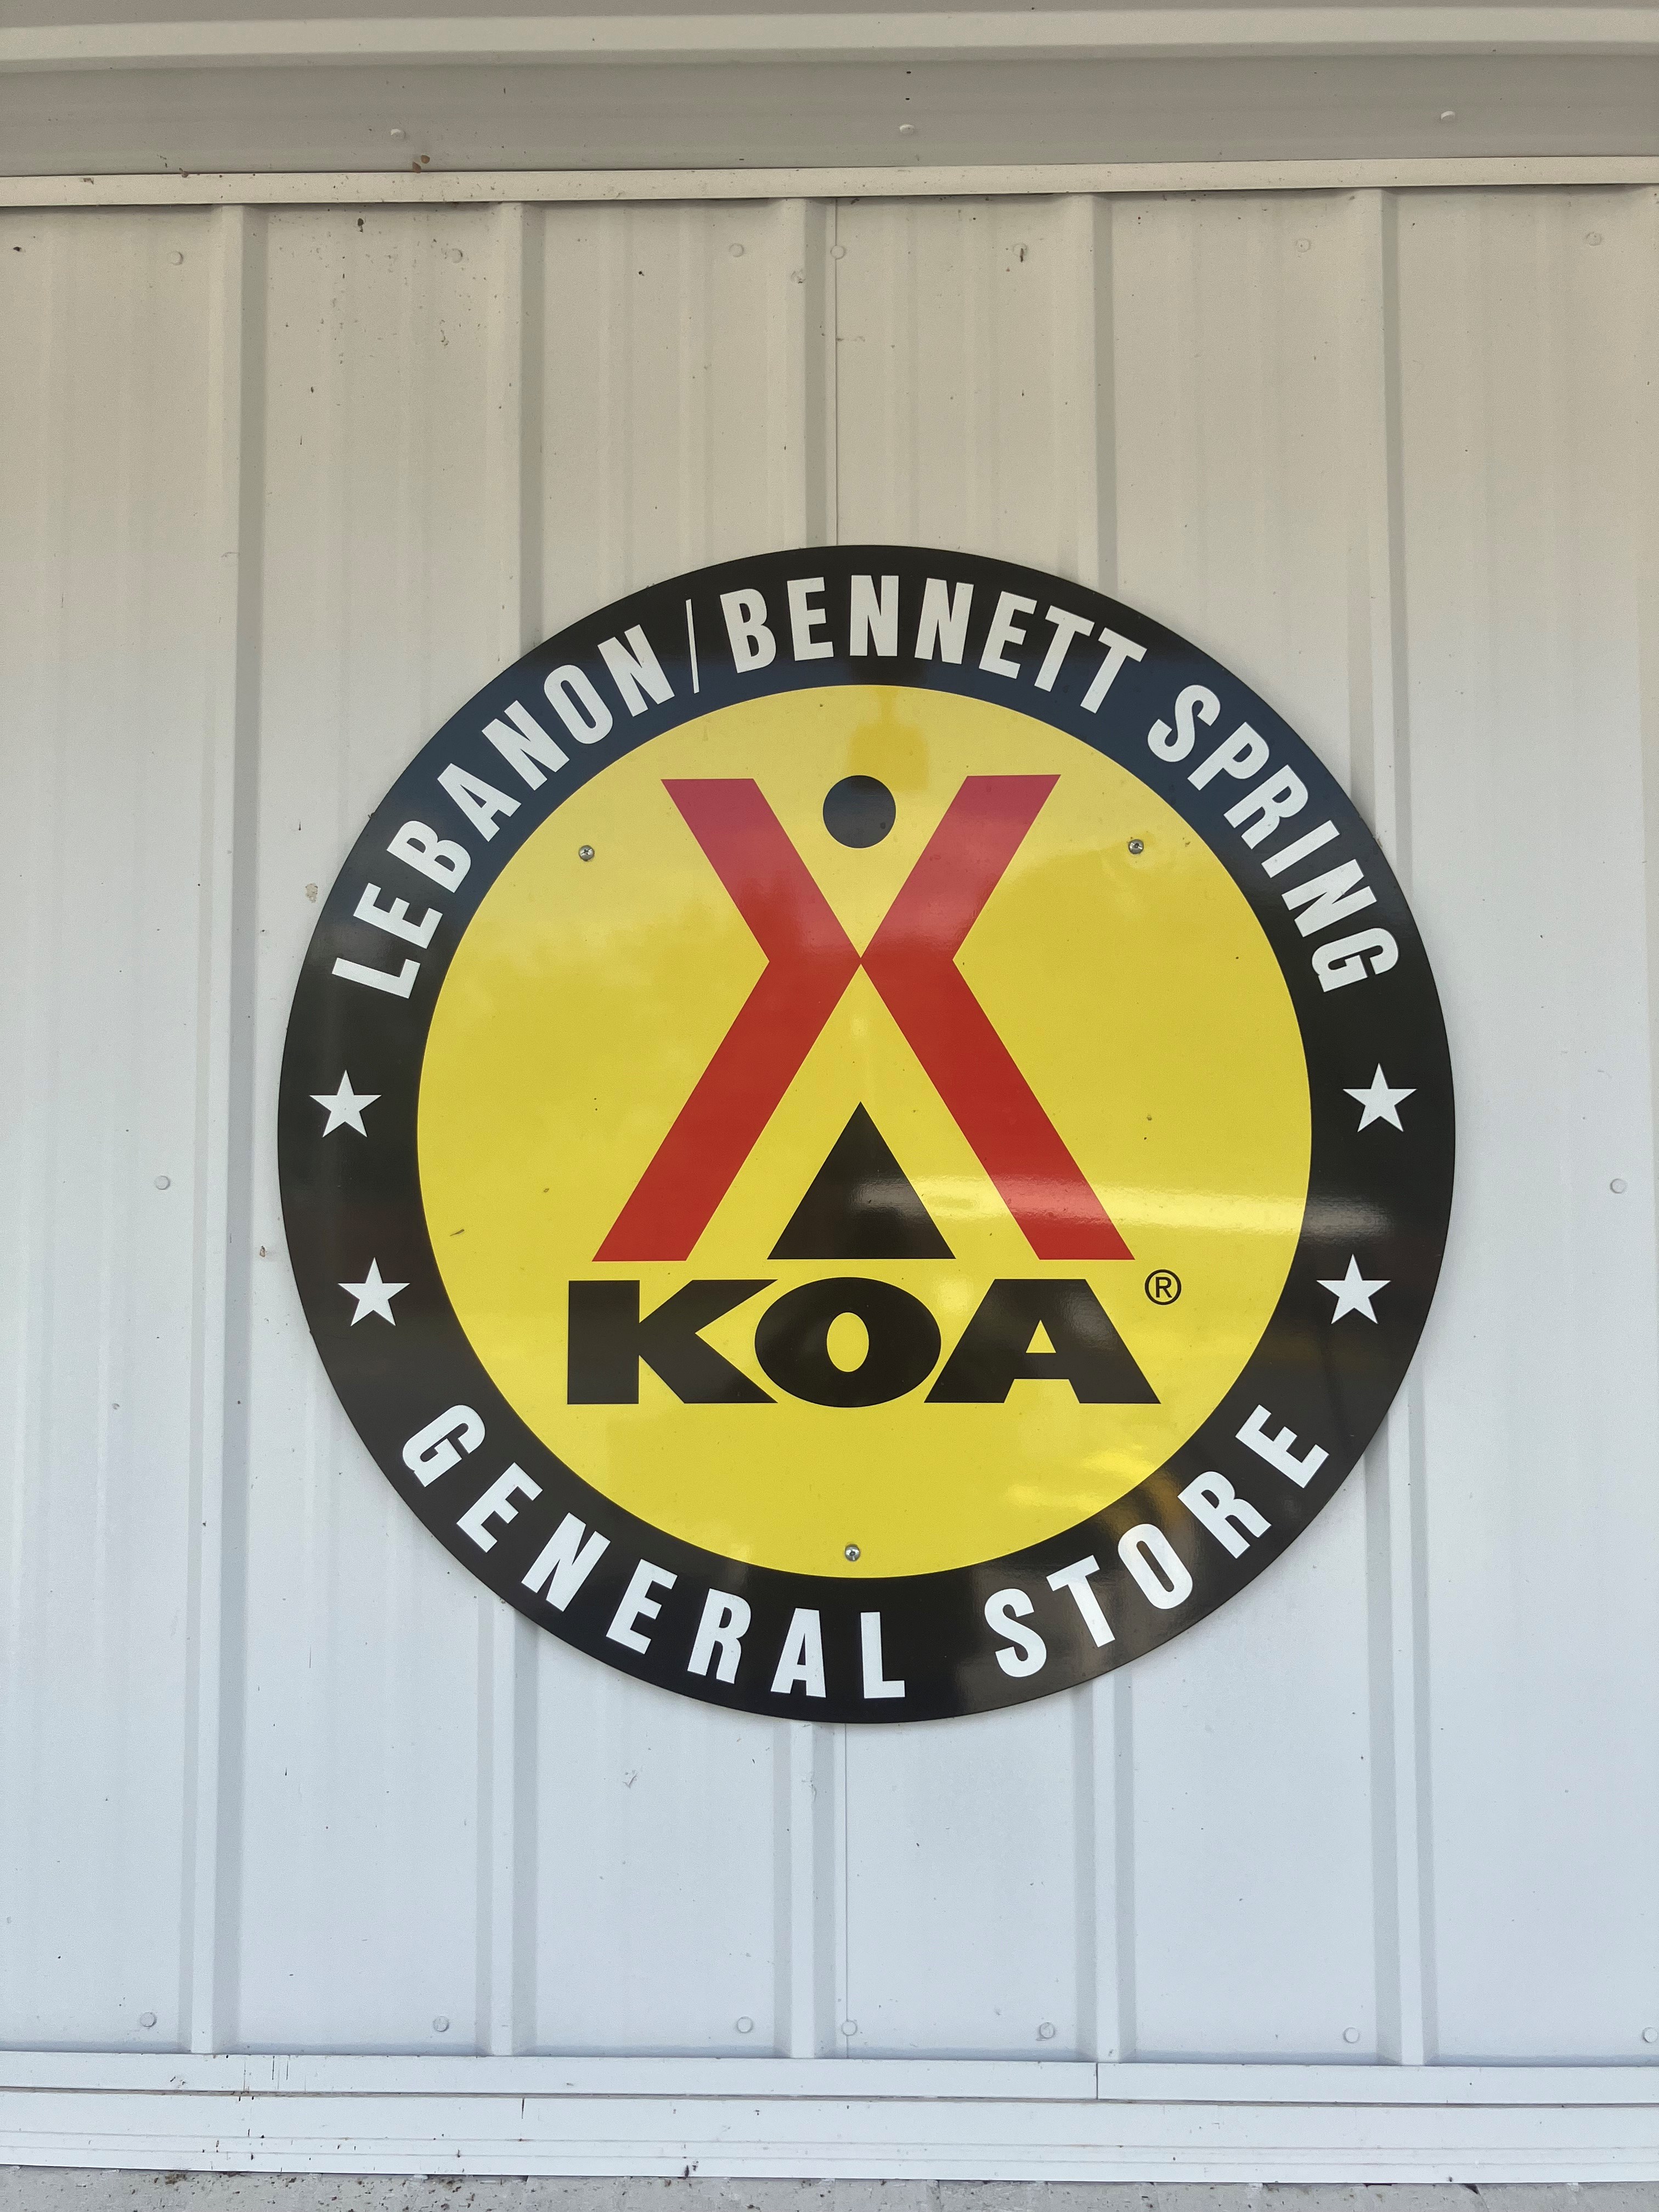 LEBANON/BENNETT SPRING
KOA®
GENERAL STORE